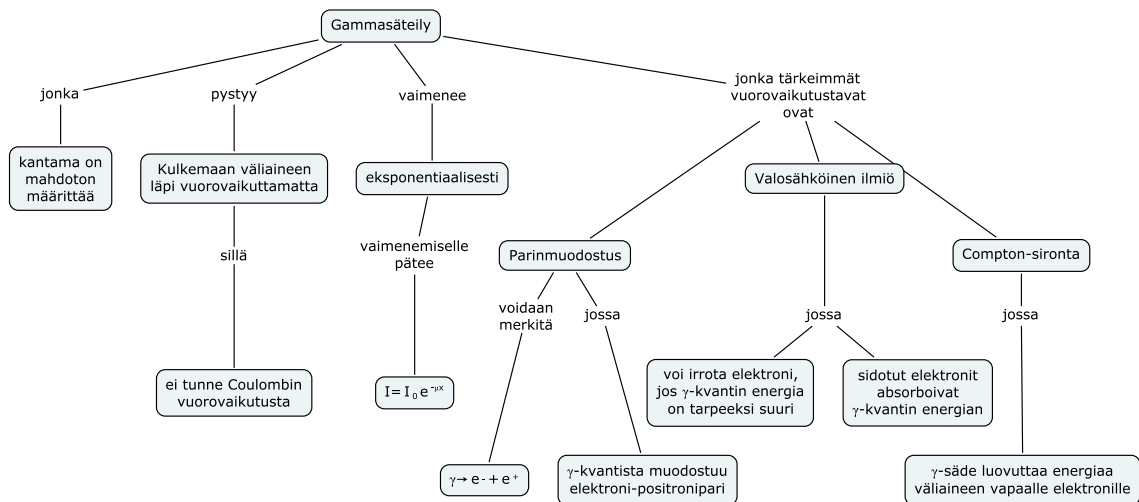 Gammasäteily
jonka
pystyy
vaimenee
jonka tärkeimmät
vuorovaikutustavat
ovat
kantama on
mahdoton
määrittää
Kulkemaan väliaineen
läpi vuorovaikuttamatta
eksponentiaalisesti
Valosähköinen ilmiö
sillä
vaimenemiselle
pätee
Parinmuodostus
Compton-sironta
voidaan
merkitä
jossa
jossa
jossa
ei tunne Coulombin
vuorovaikutusta
I = I₀ e^-μx
voi irrota elektroni,
jos γ-kvantin energia
on tarpeeksi suuri
sidotut elektronit
absorboivat
γ-kvantin energian
γ→ e- + e⁺
γ-kvantista muodostuu
elektroni-positronipari
γ-säde luovuttaa energiaa
väliaineen vapaalle elektronille